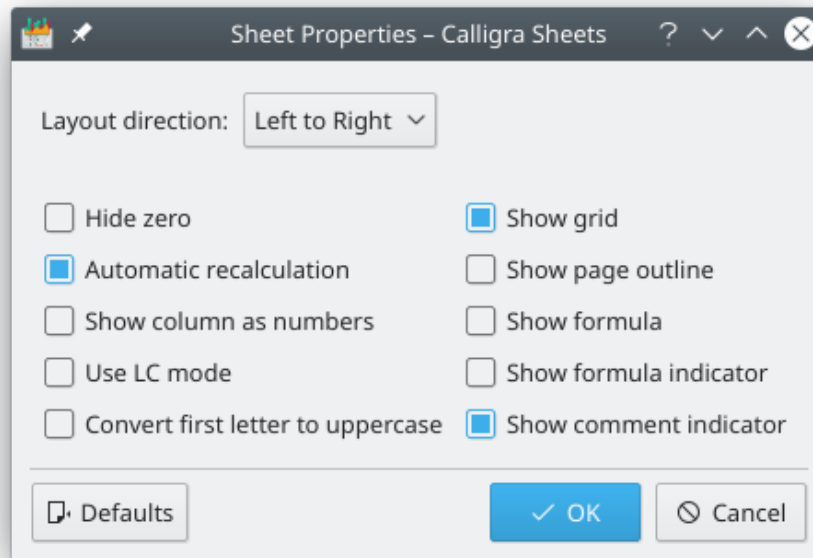 Sheet Properties – Calligra Sheets
Layout direction: Left to Right
Hide zero
Show grid
Automatic recalculation
Show page outline
Show column as numbers
Show formula
Use LC mode
Show formula indicator
Convert first letter to uppercase
Show comment indicator
Defaults
OK
Cancel